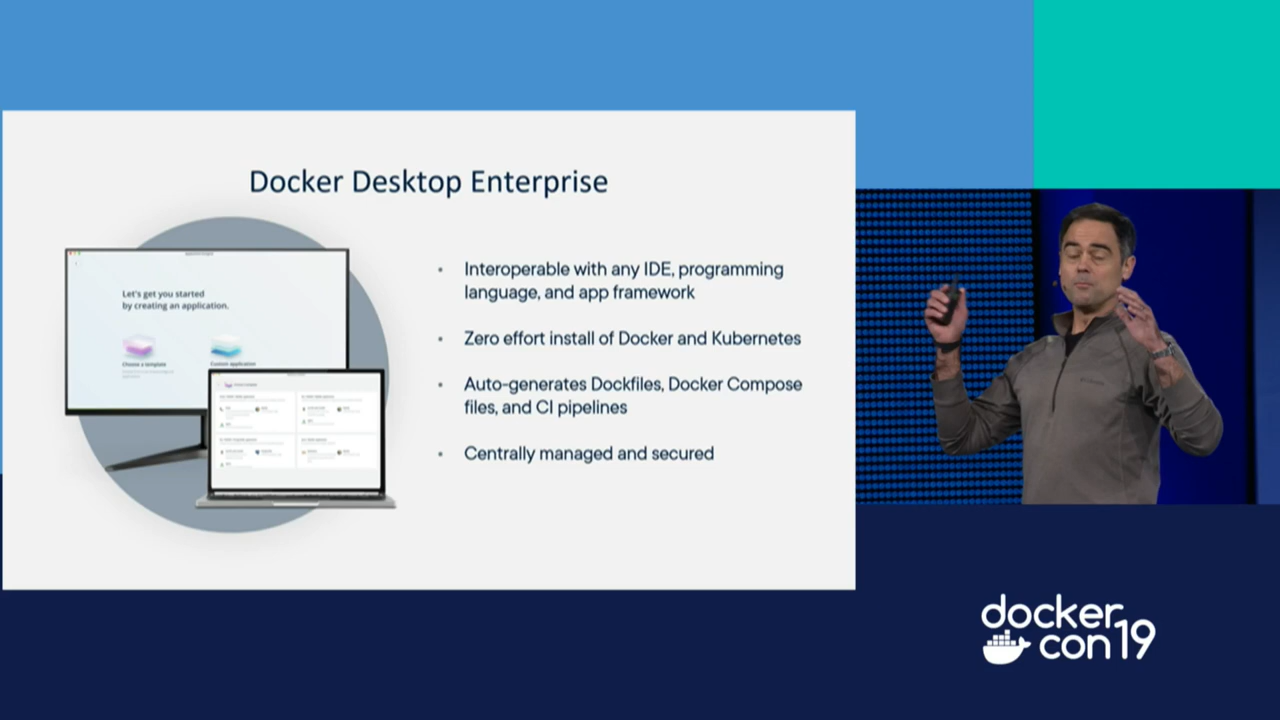 Docker Desktop Enterprise
Let's get you started
by creating an application.
Choose a template
Custom application
• Interoperable with any IDE, programming
language, and app framework
• Zero effort install of Docker and Kubernetes
• Auto-generates Dockfiles, Docker Compose
files, and CI pipelines
• Centrally managed and secured
docker
con19